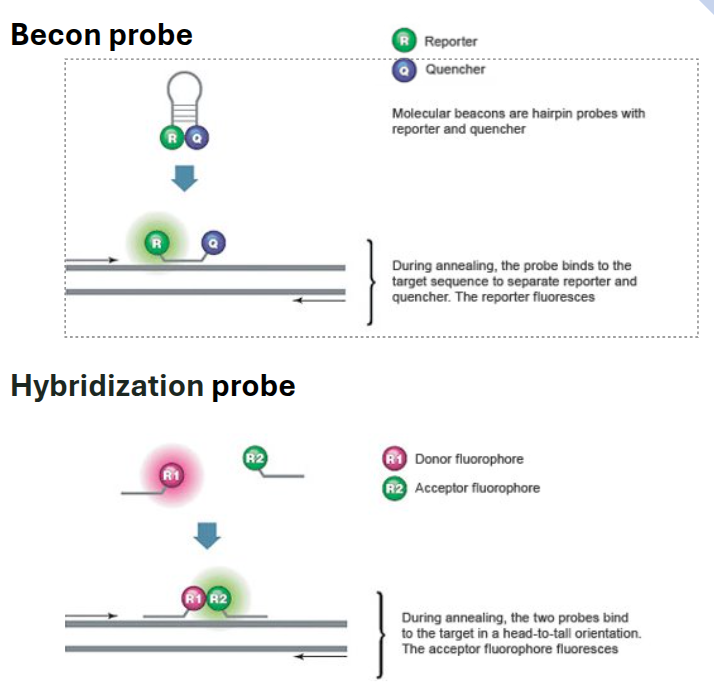 Becon probe
R Reporter
Q Quencher
Molecular beacons are hairpin probes with
reporter and quencher
R Q
R Q
During annealing, the probe binds to the
target sequence to separate reporter and
quencher. The reporter fluoresces
Hybridization probe
R1 R2
R1 Donor fluorophore
R2 Acceptor fluorophore
R1 R2
During annealing, the two probes bind
to the target in a head-to-tall orientation.
The acceptor fluorophore fluoresces